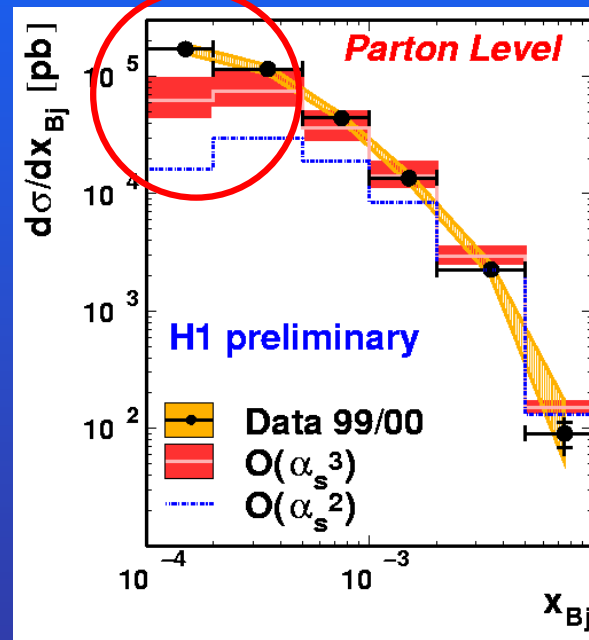 Parton Level
dσ/dx_Bj [pb]
10^5
10^4
10^3
10^2
H1 preliminary
Data 99/00
O(α_s^3)
O(α_s^2)
10^-4
10^-3
x_Bj